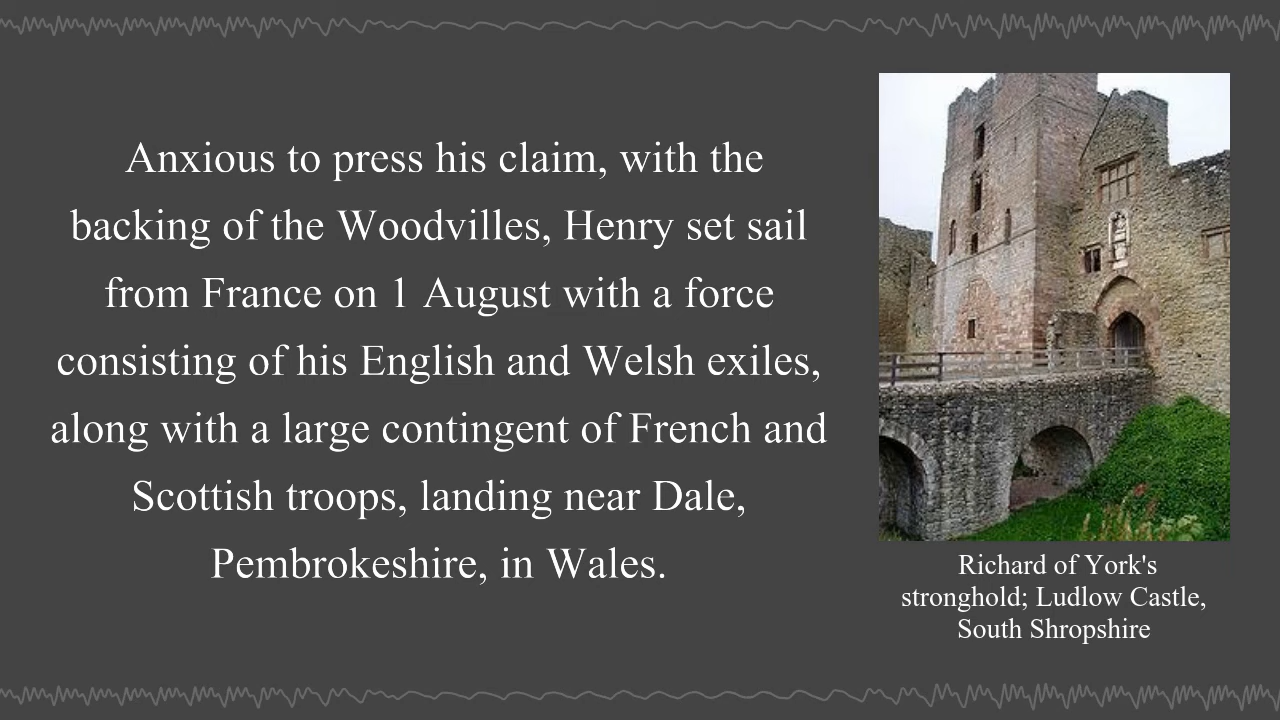 Anxious to press his claim, with the
backing of the Woodvilles, Henry set sail
from France on 1 August with a force
consisting of his English and Welsh exiles,
along with a large contingent of French and
Scottish troops, landing near Dale,
Pembrokeshire, in Wales.
Richard of York's
stronghold; Ludlow Castle,
South Shropshire